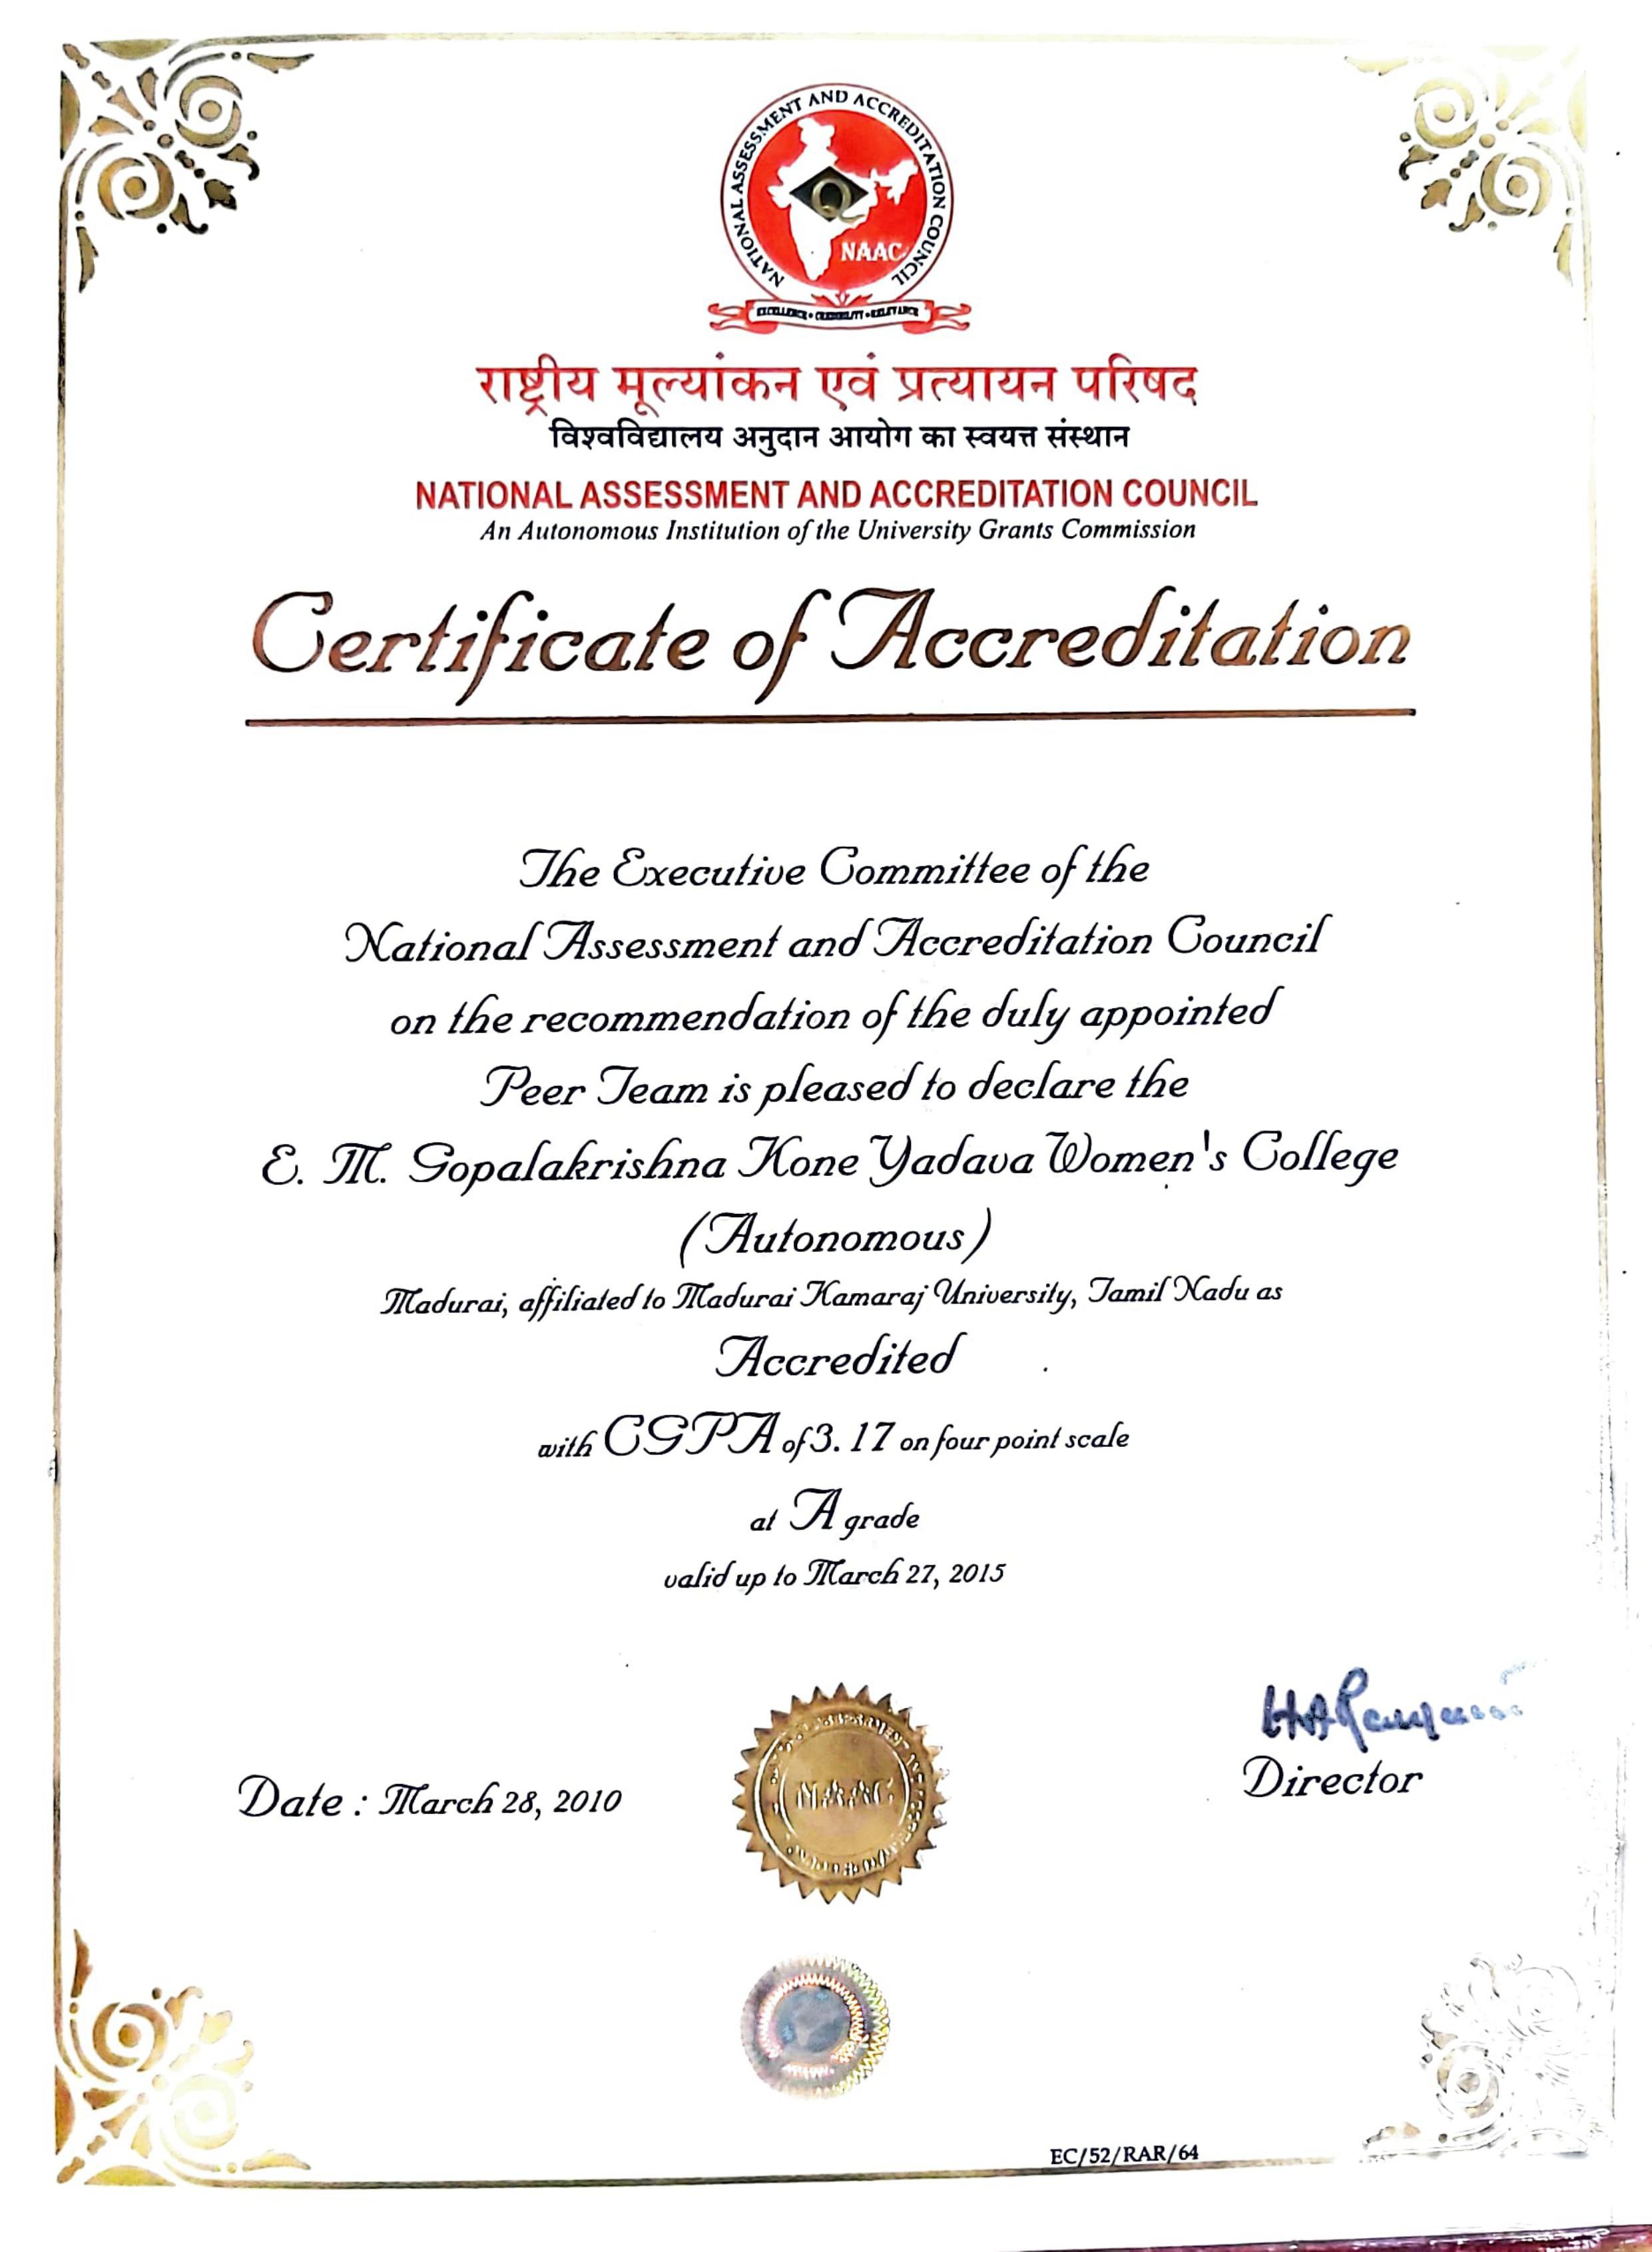 NATIONAL ASSESSMENT AND ACCREDITATION COUNCIL
Q
NAAC
EXCELLENCE • CREDIBILITY • RELEVANCE
राष्ट्रीय मूल्यांकन एवं प्रत्यायन परिषद
विश्वविद्यालय अनुदान आयोग का स्वयत्त संस्थान
NATIONAL ASSESSMENT AND ACCREDITATION COUNCIL
An Autonomous Institution of the University Grants Commission
Certificate of Accreditation
The Executive Committee of the
National Assessment and Accreditation Council
on the recommendation of the duly appointed
Peer Team is pleased to declare the
E. M. Gopalakrishna Kone Yadava Women's College
(Autonomous)
Madurai, affiliated to Madurai Kamaraj University, Tamil Nadu as
Accredited
with CGPA of 3. 17 on four point scale
at A grade
valid up to March 27, 2015
Date : March 28, 2010
NAAC
Director
EC/52/RAR/64